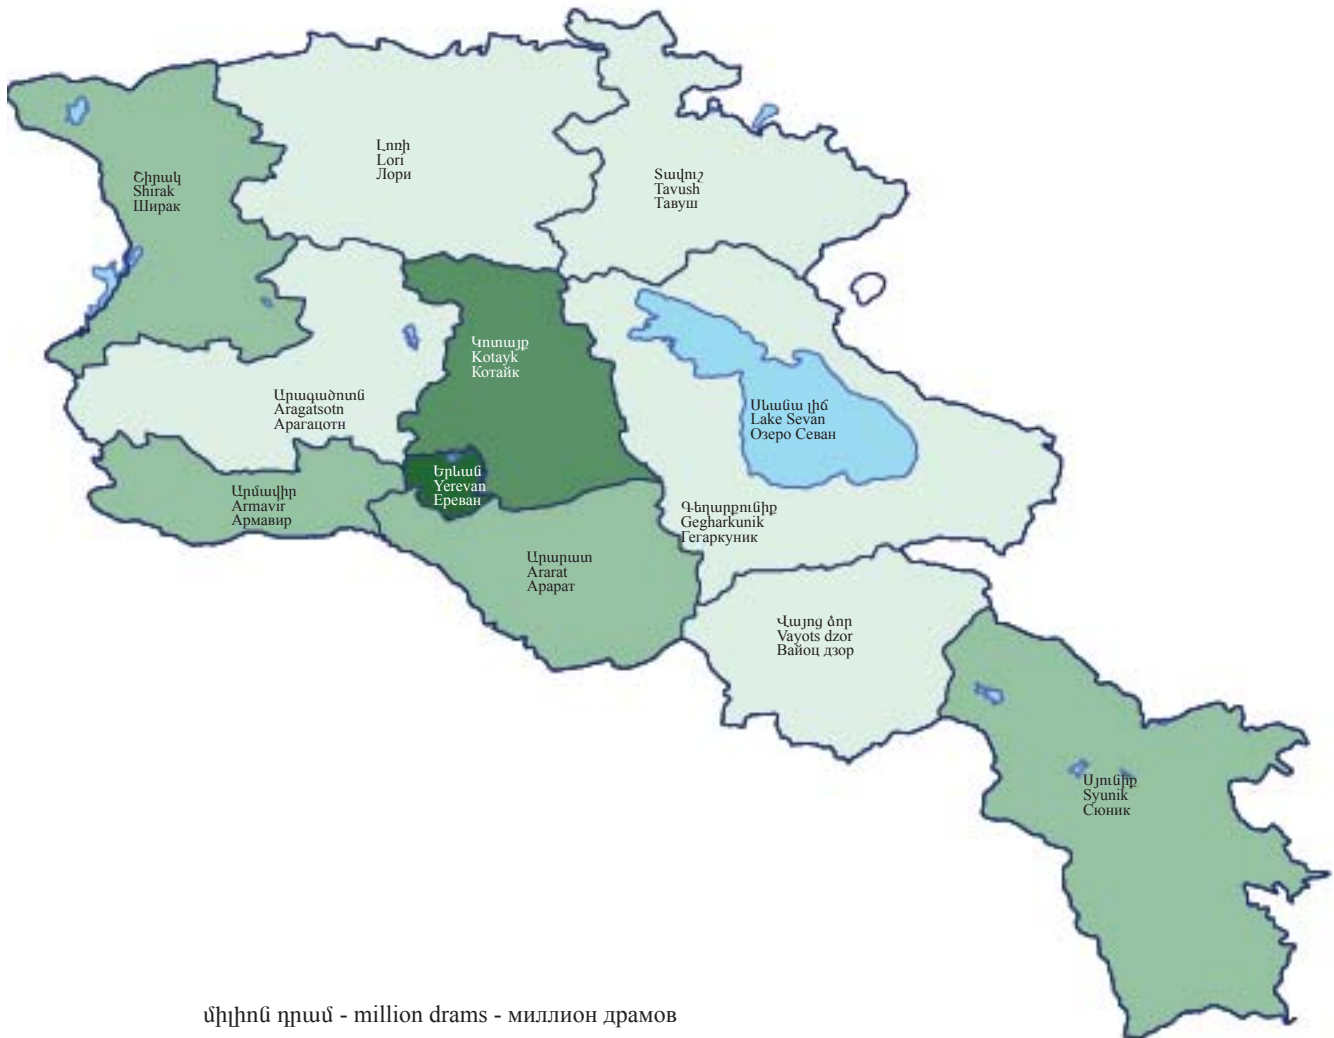 Լոռի
Lori
Лори
Շիրակ
Shirak
Ширак
Տավուշ
Tavush
Тавуш
Կոտայք
Kotayk
Котайк
Արագածոտն
Aragatsotn
Арагацотн
Սևանա լիճ
Lake Sevan
Озеро Севан
Երևան
Yerevan
Ереван
Արմավիր
Armavir
Армавир
Գեղարքունիք
Gegharkunik
Гегаркуник
Արարատ
Ararat
Арарат
Վայոց ձոր
Vayots dzor
Вайоц дзор
Սյունիք
Syunik
Сюник
միլիոն դրամ - million drams - миллион драмов